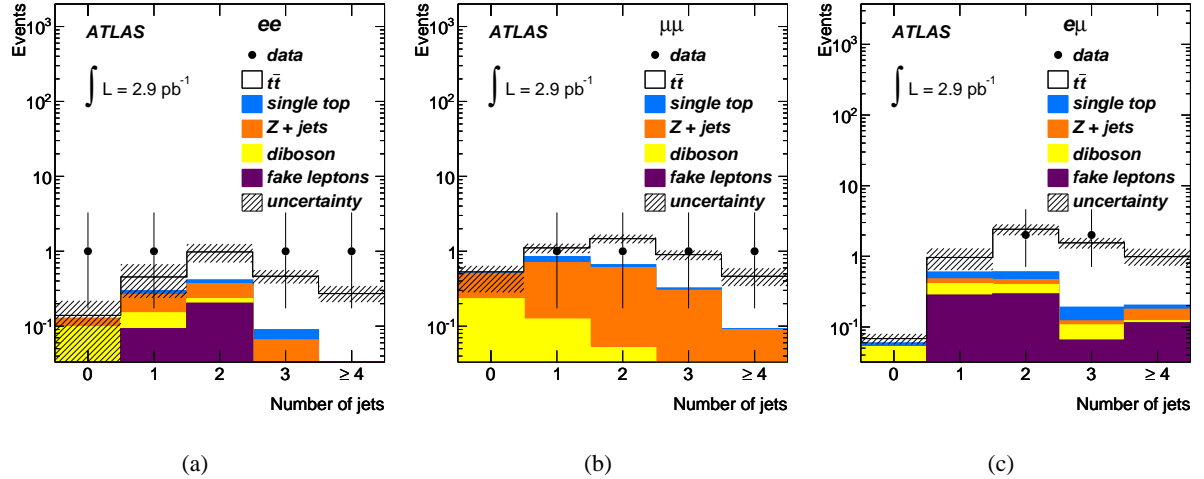 Events
10³
10²
10
1
10⁻¹
ATLAS
ee
∫ L = 2.9 pb⁻¹
data
tt̄
single top
Z + jets
diboson
fake leptons
uncertainty
0 1 2 3 ≥ 4
Number of jets
(a)
Events
10³
10²
10
1
10⁻¹
ATLAS
μμ
∫ L = 2.9 pb⁻¹
data
tt̄
single top
Z + jets
diboson
fake leptons
uncertainty
0 1 2 3 ≥ 4
Number of jets
(b)
Events
10³
10²
10
1
10⁻¹
ATLAS
eμ
∫ L = 2.9 pb⁻¹
data
tt̄
single top
Z + jets
diboson
fake leptons
uncertainty
0 1 2 3 ≥ 4
Number of jets
(c)